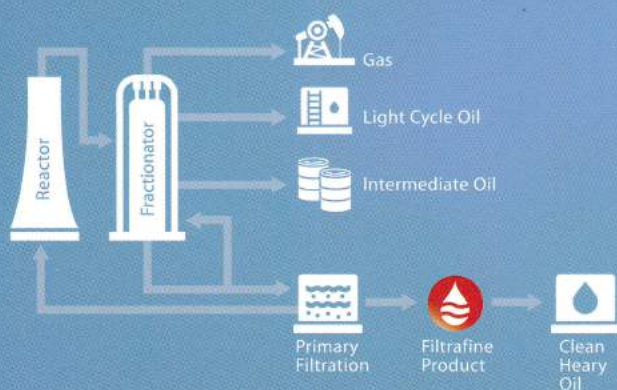 Gas
Light Cycle Oil
Intermediate Oil
Reactor
Fractionator
Primary
Filtration
Filtrafine
Product
Clean
Heary
Oil